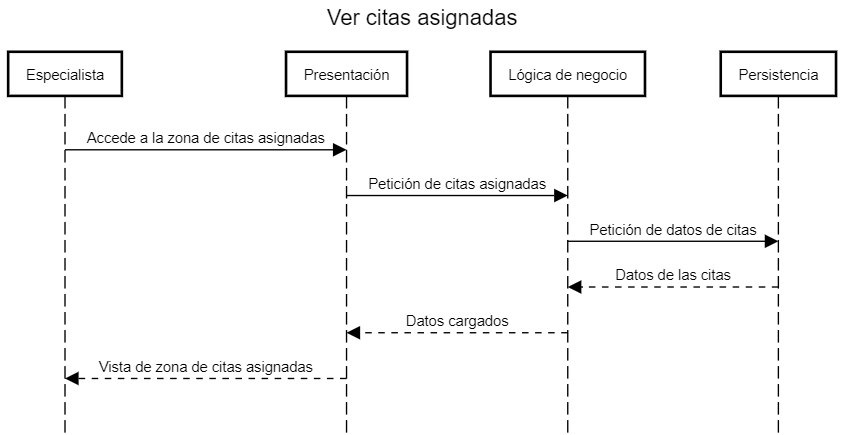 Ver citas asignadas
Especialista
Presentación
Lógica de negocio
Persistencia
Accede a la zona de citas asignadas
Petición de citas asignadas
Petición de datos de citas
Datos de las citas
Datos cargados
Vista de zona de citas asignadas